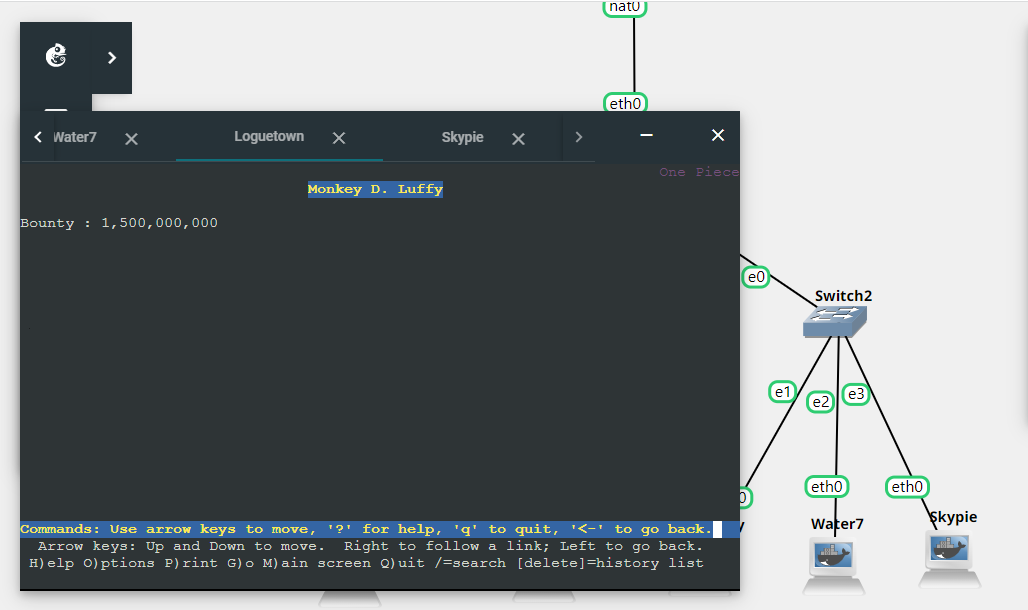 nat0
eth0
Water7
Loguetown
Skypie
One Piece
Monkey D. Luffy
Bounty : 1,500,000,000
e0
Switch2
e1
e2
e3
eth0
eth0
Water7
Skypie
Commands: Use arrow keys to move, '?' for help, 'q' to quit, '<-' to go back.
Arrow keys: Up and Down to move. Right to follow a link; Left to go back.
H)elp O)ptions P)rint G)o M)ain screen Q)uit /=search [delete]=history list